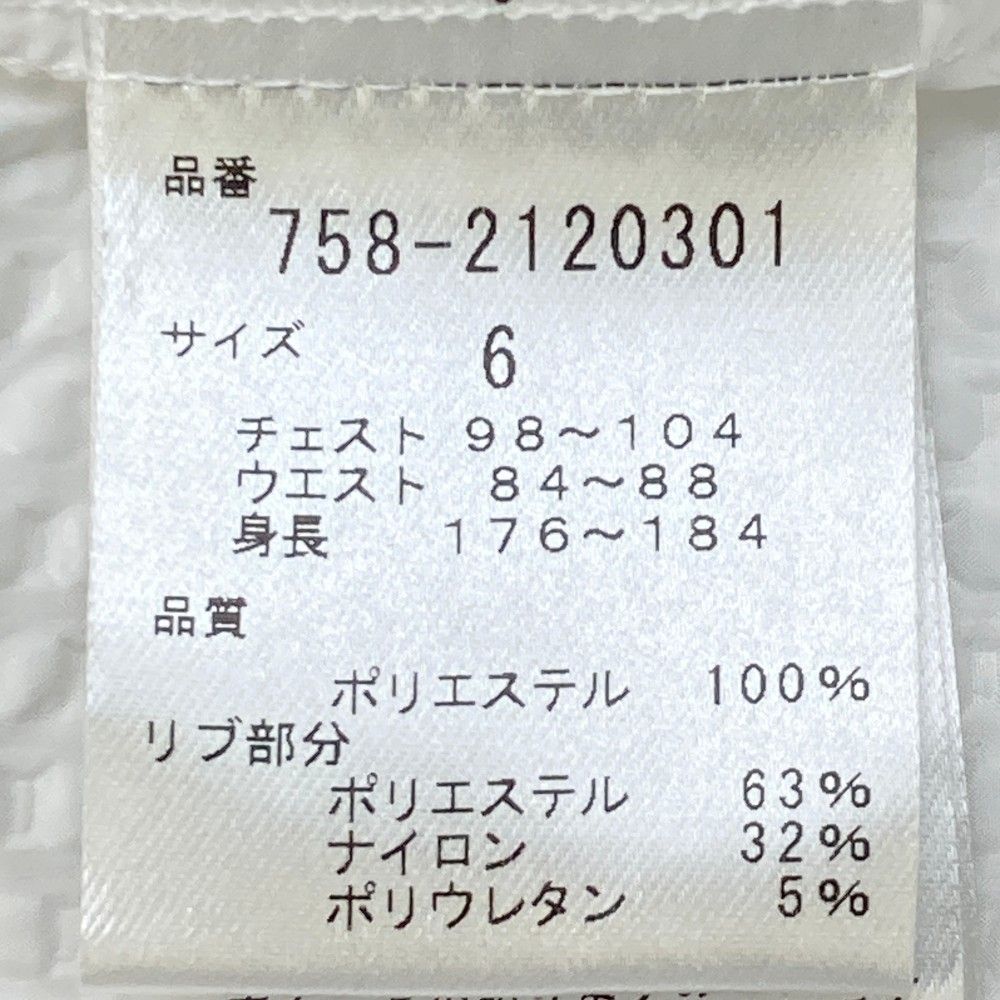 品番
758-2120301
サイズ 6
チェスト 98～104
ウエスト 84～88
身長 176～184
品質
ポリエステル 100%
リブ部分
ポリエステル 63%
ナイロン 32%
ポリウレタン 5%